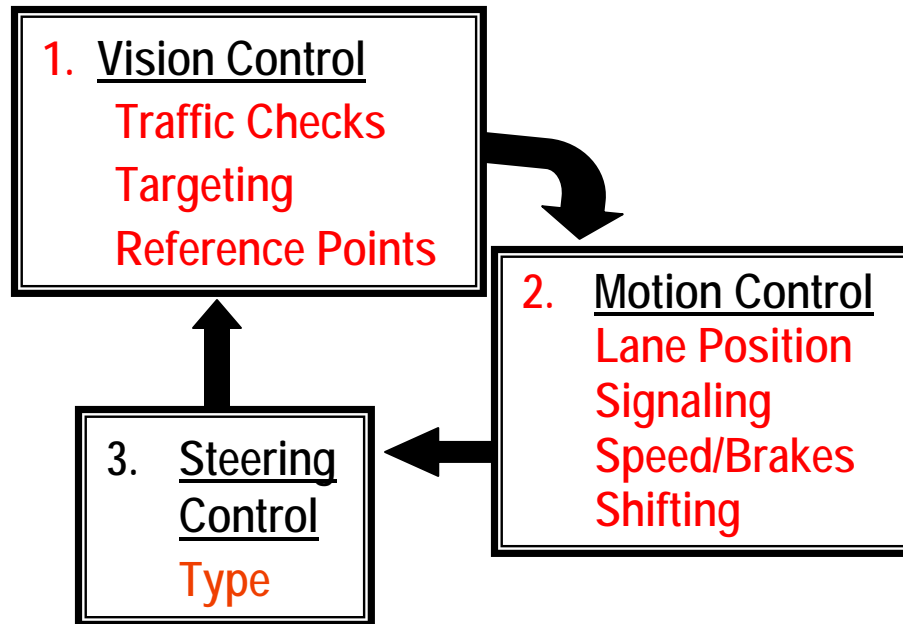 1. Vision Control
Traffic Checks
Targeting
Reference Points
2. Motion Control
Lane Position
Signaling
Speed/Brakes
Shifting
3. Steering
Control
Type